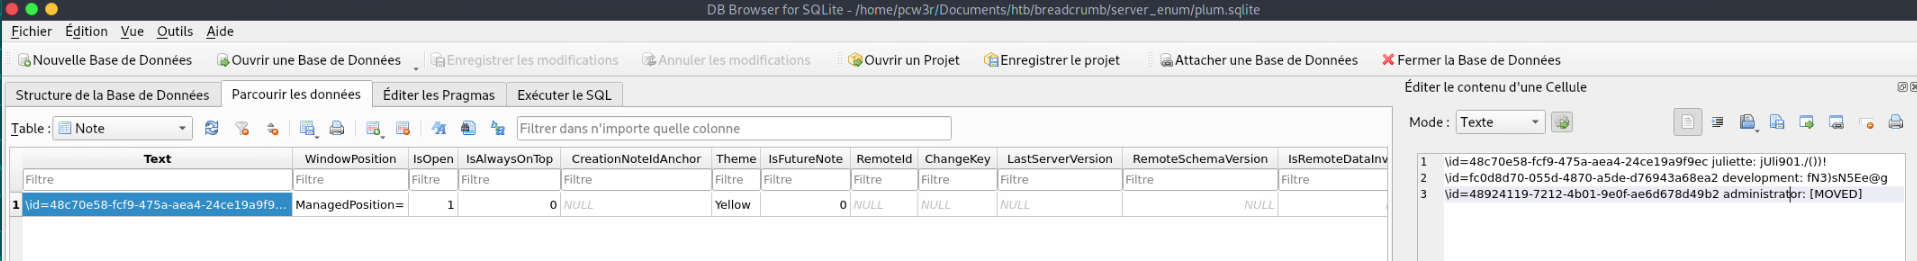 DB Browser for SQLite - /home/pcw3r/Documents/htb/breadcrumb/server_enum/plum.sqlite
Fichier Édition Vue Outils Aide
Nouvelle Base de Données Ouvrir une Base de Données Enregistrer les modifications Annuler les modifications Ouvrir un Projet Enregistrer le projet Attacher une Base de Données Fermer la Base de Données
Structure de la Base de Données Parcourir les données Éditer les Pragmas Exécuter le SQL
Table : Note Filtrer dans n'importe quelle colonne
Text WindowPosition IsOpen IsAlwaysOnTop CreationNoteIdAnchor Theme IsFutureNote RemoteId ChangeKey LastServerVersion RemoteSchemaVersion IsRemoteDataInv
Filtre Filtre Filtre Filtre Filtre Filtre Filtre Filtre Filtre Filtre Filtre Filtre
1 \id=48c70e58-fcf9-475a-aea4-24ce19a9f9... ManagedPosition= 1 0 NULL Yellow 0 NULL NULL NULL NULL
Éditer le contenu d'une Cellule
Mode : Texte
1 \id=48c70e58-fcf9-475a-aea4-24ce19a9f9ec juliette: jUli901./())!
2 \id=fc0d8d70-055d-4870-a5de-d76943a68ea2 development: fN3)sN5Ee@g
3 \id=48924119-7212-4b01-9e0f-ae6d678d49b2 administrator: [MOVED]